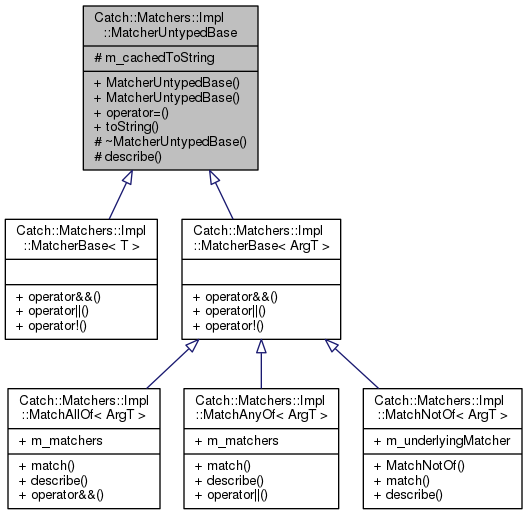 Catch::Matchers::Impl
::MatcherUntypedBase
# m_cachedToString
+ MatcherUntypedBase()
+ MatcherUntypedBase()
+ operator=()
+ toString()
# ~MatcherUntypedBase()
# describe()
Catch::Matchers::Impl
::MatcherBase< T >
+ operator&&()
+ operator||()
+ operator!()
Catch::Matchers::Impl
::MatcherBase< ArgT >
+ operator&&()
+ operator||()
+ operator!()
Catch::Matchers::Impl
::MatchAllOf< ArgT >
+ m_matchers
+ match()
+ describe()
+ operator&&()
Catch::Matchers::Impl
::MatchAnyOf< ArgT >
+ m_matchers
+ match()
+ describe()
+ operator||()
Catch::Matchers::Impl
::MatchNotOf< ArgT >
+ m_underlyingMatcher
+ MatchNotOf()
+ match()
+ describe()